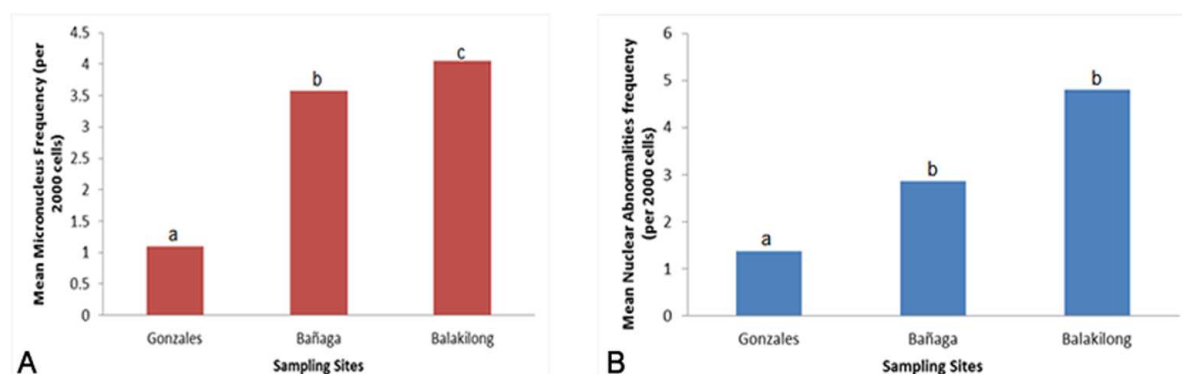 Mean Micronucleus Frequency (per
2000 cells)
4.5
4
3.5
3
2.5
2
1.5
1
0.5
0
a
b
c
Gonzales
Bañaga
Balakilong
Sampling Sites
A
Mean Nuclear Abnormalities frequency
(per 2000 cells)
6
5
4
3
2
1
0
a
b
b
Gonzales
Bañaga
Balakilong
Sampling Sites
B